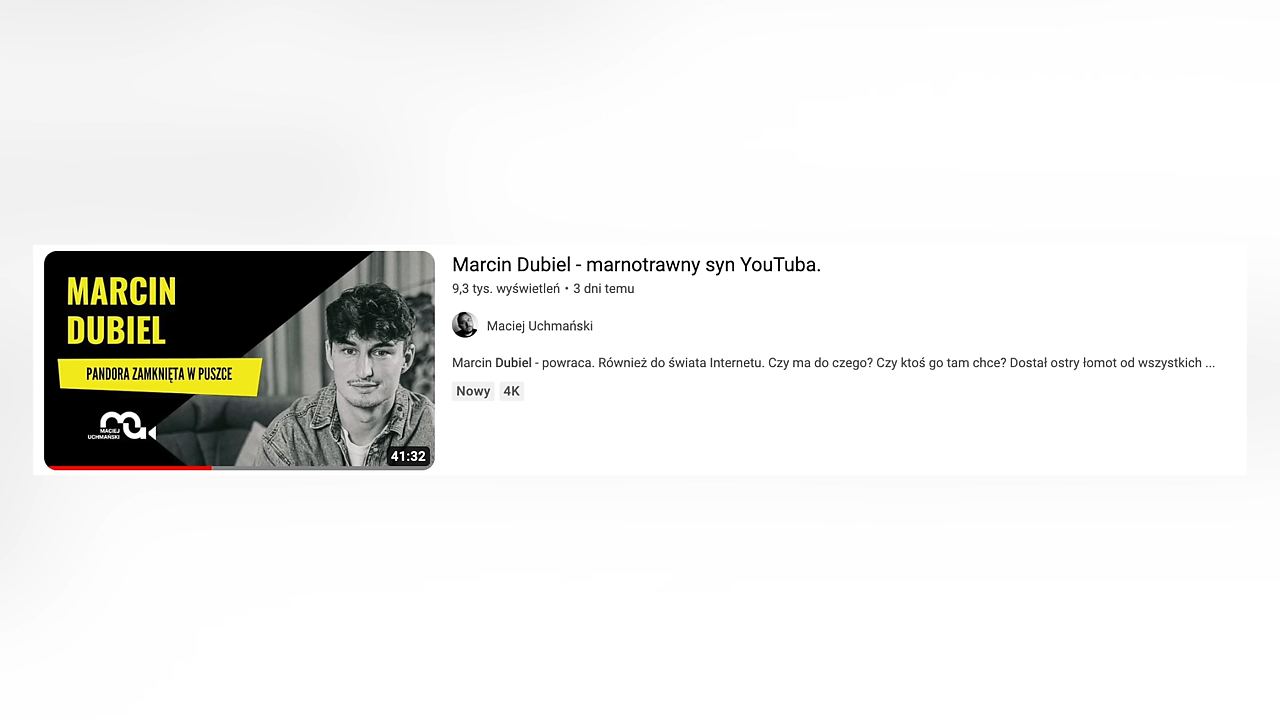 MARCIN
DUBIEL
PANDORA ZAMKNIĘTA W PUSZCE
MACIEJ
UCHMAŃSKI
41:32
Marcin Dubiel - marnotrawny syn YouTuba.
9,3 tys. wyświetleń • 3 dni temu
Maciej Uchmański
Marcin Dubiel - powraca. Również do świata Internetu. Czy ma do czego? Czy ktoś go tam chce? Dostał ostry łomot od wszystkich ...
Nowy 4K